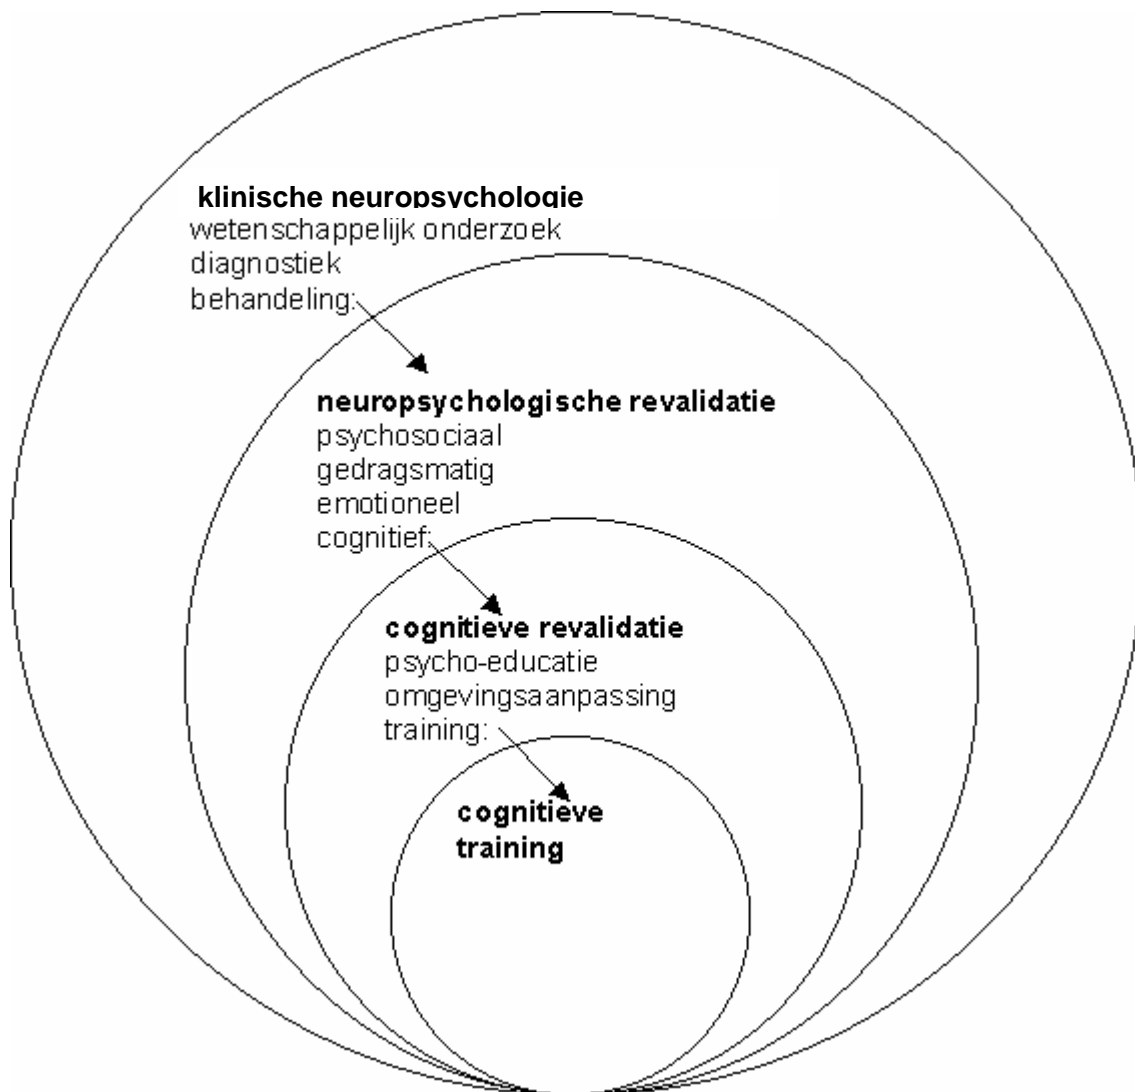 klinische neuropsychologie
wetenschappelijk onderzoek
diagnostiek
behandeling:
neuropsychologische revalidatie
psychosociaal
gedragsmatig
emotioneel
cognitief:
cognitieve revalidatie
psycho-educatie
omgevingsaanpassing
training:
cognitieve
training